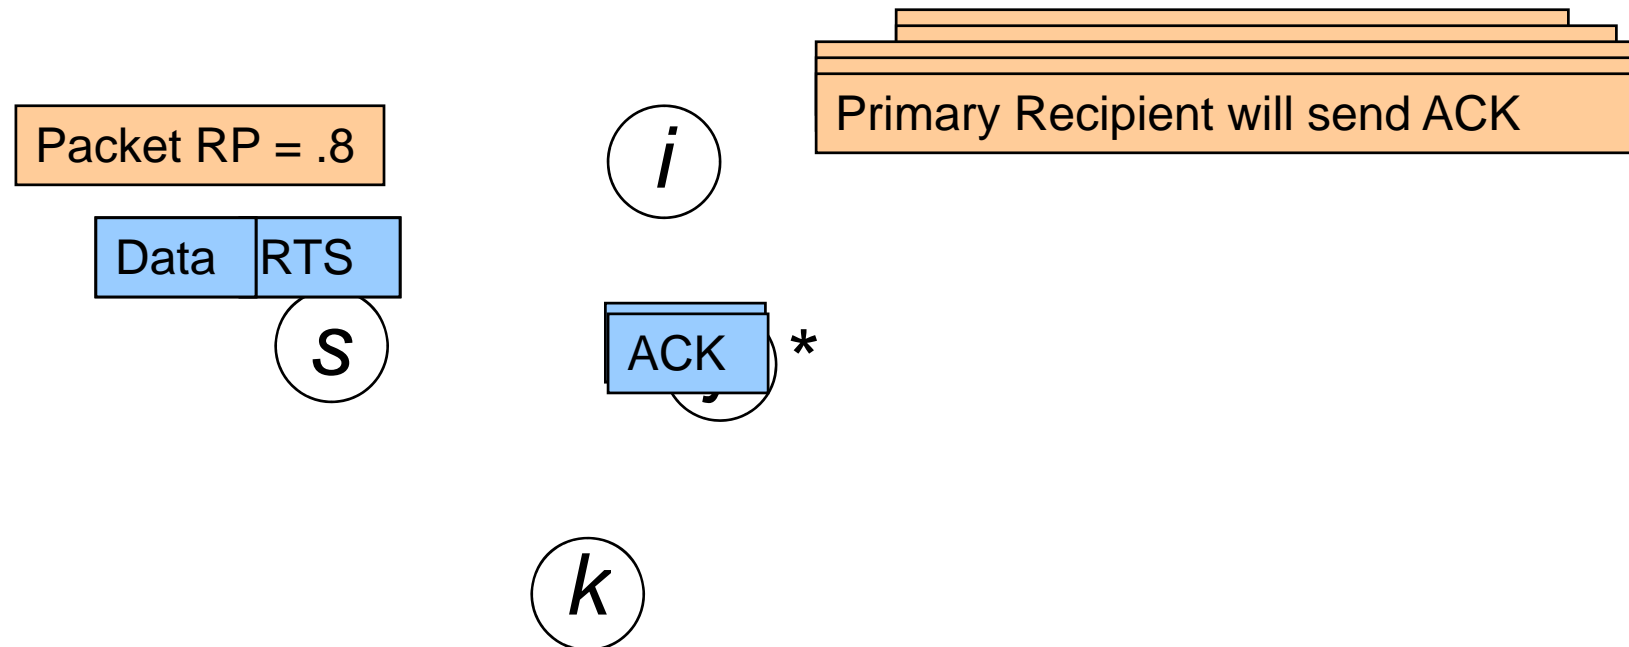 Primary Recipient will send ACK
Packet RP = .8
i
Data RTS
s
ACK *
k